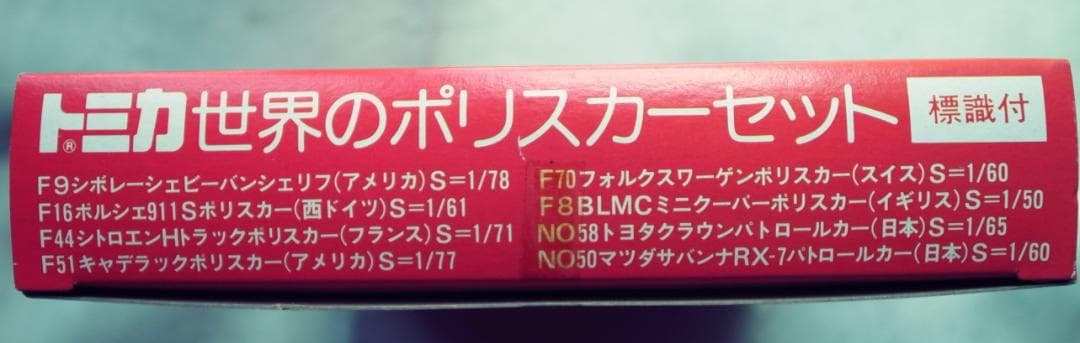 トミカ®世界のポリスカーセット 標識付
F9シボレーシェビーバンシェリフ(アメリカ)S=1/78
F16ポルシェ911Sポリスカー(西ドイツ)S=1/61
F44シトロエンHトラックポリスカー(フランス)S=1/71
F51キャデラックポリスカー(アメリカ)S=1/77
F70フォルクスワーゲンポリスカー(スイス)S=1/60
F8BLMCミニクーパーポリスカー(イギリス)S=1/50
NO58トヨタクラウンパトロールカー(日本)S=1/65
NO50マツダサバンナRX-7パトロールカー(日本)S=1/60